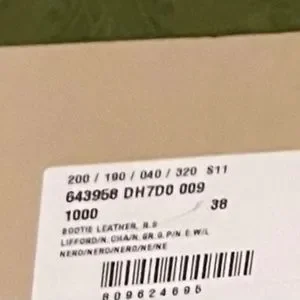 200 / 190 / 040 / 320 S11
643958 DH7D0 009
1000 38
BOOTIE LEATHER, R.S
LIFFORD/N.CHA/N.GR.G.P/N.E.W/L
NERO/NERO/NERO/NE/NE
809624695